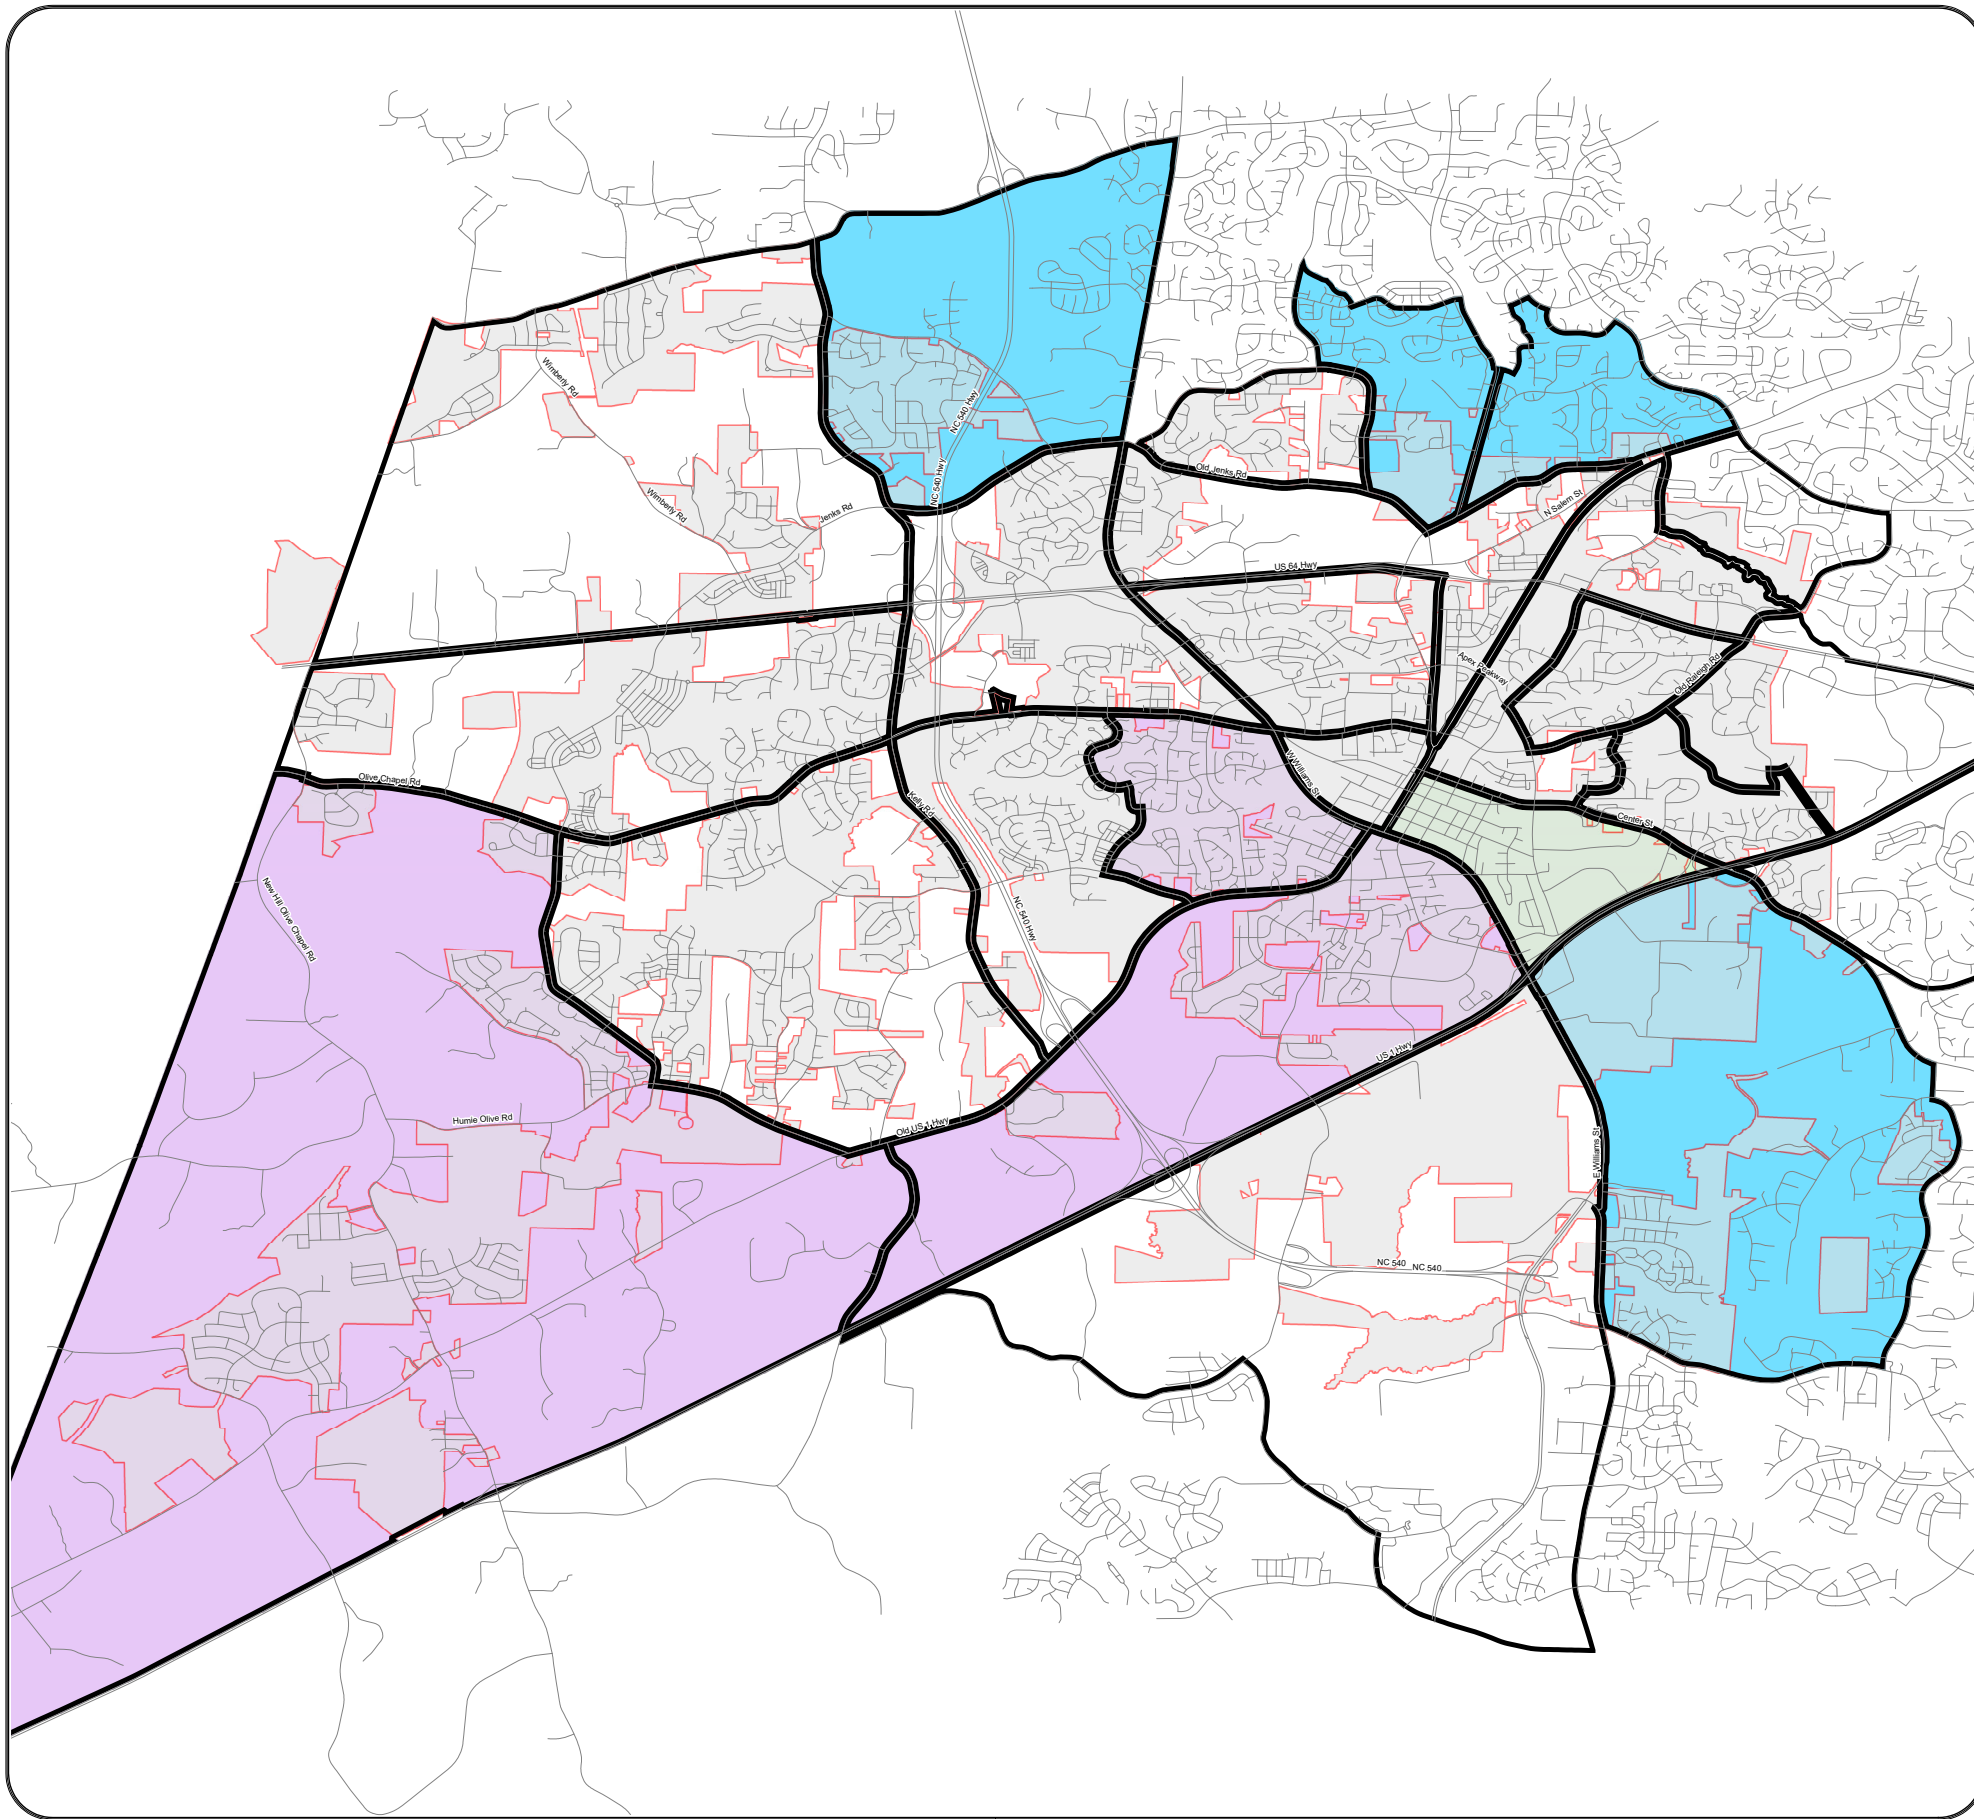 Wimberly Rd
NC 540 Hwy
Old Jenks Rd
NC 540 Hwy
Wimberly Rd
Jenks Rd
N Salem St
US 64 Hwy
Apex Peakway
Old Raleigh Rd
Olive Chapel Rd
W Williams St
Kelly Rd
Center St
New Hill Olive Chapel Rd
NC 540 Hwy
US 1 Hwy
Humie Olive Rd
Old US 1 Hwy
E Williams St
NC 540
NC 540